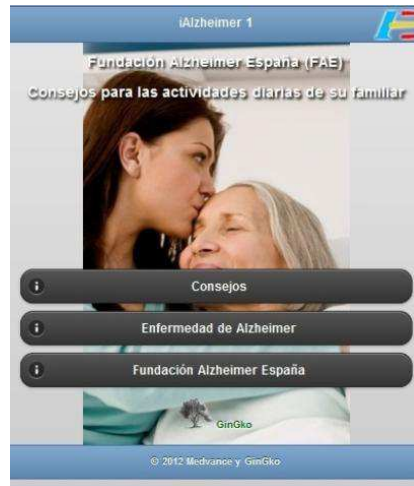 iAlzheimer 1
Fundación Alzheimer España (FAE)
Consejos para las actividades diarias de su familiar
Consejos
Enfermedad de Alzheimer
Fundación Alzheimer España
GinGko
© 2012 Medvance y GinGko